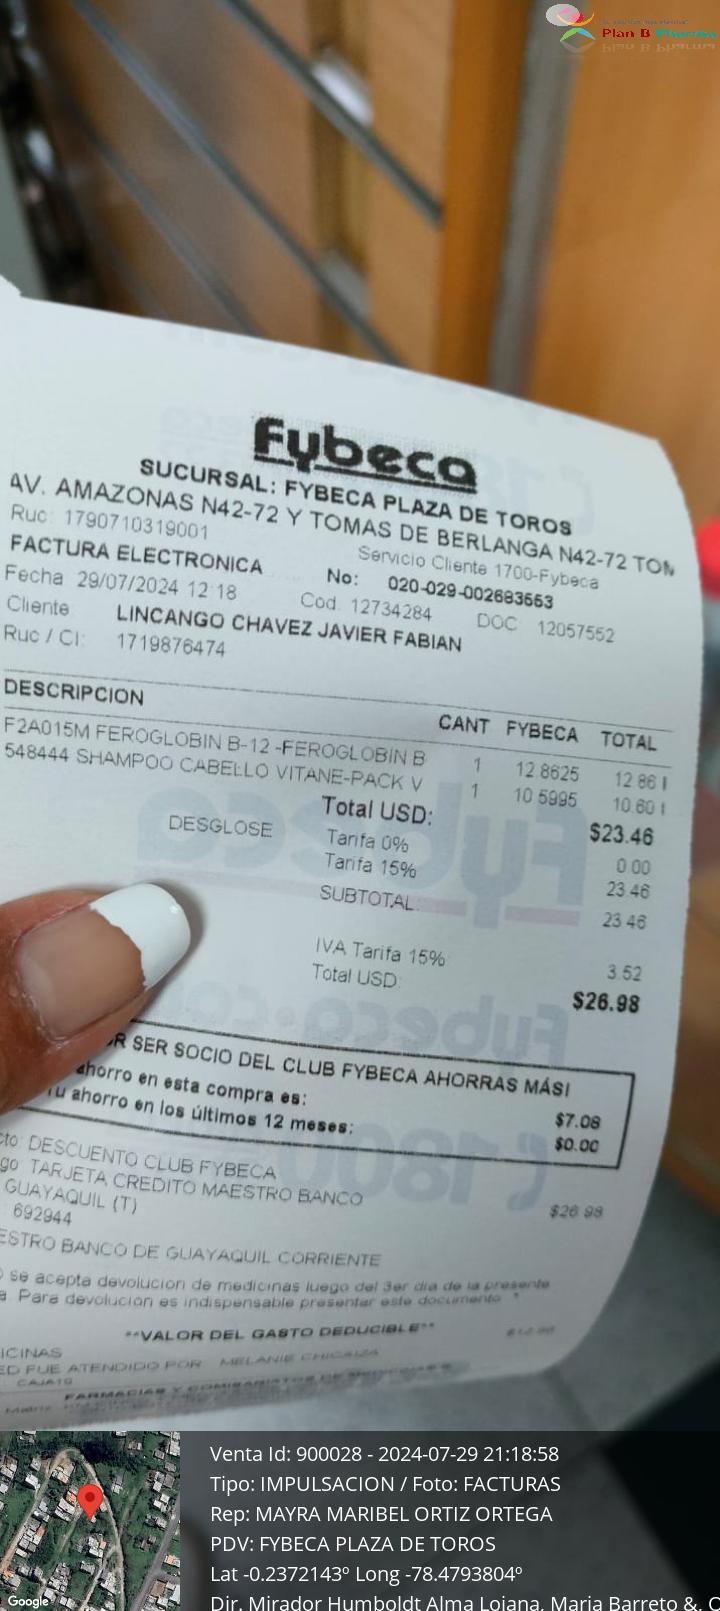 Plan B Pharma
Fybeca
SUCURSAL: FYBECA PLAZA DE TOROS
AV. AMAZONAS N42-72 Y TOMAS DE BERLANGA N42-72 TOM
Ruc: 1790710319001
Servicio Cliente 1700-Fybeca
FACTURA ELECTRONICA
No: 020-029-002683553
Fecha 29/07/2024 12:18
Cod. 12734284 DOC 12057552
Cliente LINCANGO CHAVEZ JAVIER FABIAN
Ruc / CI: 1719876474
DESCRIPCION CANT FYBECA TOTAL
F2A015M FEROGLOBIN B-12 -FEROGLOBIN B 1 12.8625 12.86 I
548444 SHAMPOO CABELLO VITANE-PACK V 1 10.5995 10.60 I
Total USD: $23.46
DESGLOSE Tarifa 0% 0.00
Tarifa 15% 23.46
SUBTOTAL: 23.46
IVA Tarifa 15% 3.52
Total USD: $26.98
R SER SOCIO DEL CLUB FYBECA AHORRAS MÁS!
ahorro en esta compra es: $7.08
Tu ahorro en los últimos 12 meses: $0.00
cto: DESCUENTO CLUB FYBECA
go TARJETA CREDITO MAESTRO BANCO $26.98
GUAYAQUIL (T)
692944
ESTRO BANCO DE GUAYAQUIL CORRIENTE
se acepta devolucion de medicinas luego del 3er dia de la presente
a. Para devolucion es indispensable presentar este documento. *
**VALOR DEL GASTO DEDUCIBLE**
ICINAS
ED FUE ATENDIDO POR MELANIE CHICAIZA
CAJA10
FARMACIAS Y COMISARIATOS DE MEDICINAS
Google
Venta Id: 900028 - 2024-07-29 21:18:58
Tipo: IMPULSACION / Foto: FACTURAS
Rep: MAYRA MARIBEL ORTIZ ORTEGA
PDV: FYBECA PLAZA DE TOROS
Lat -0.2372143º Long -78.4793804º
Dir. Mirador Humboldt Alma Lojana, Maria Barreto &, C